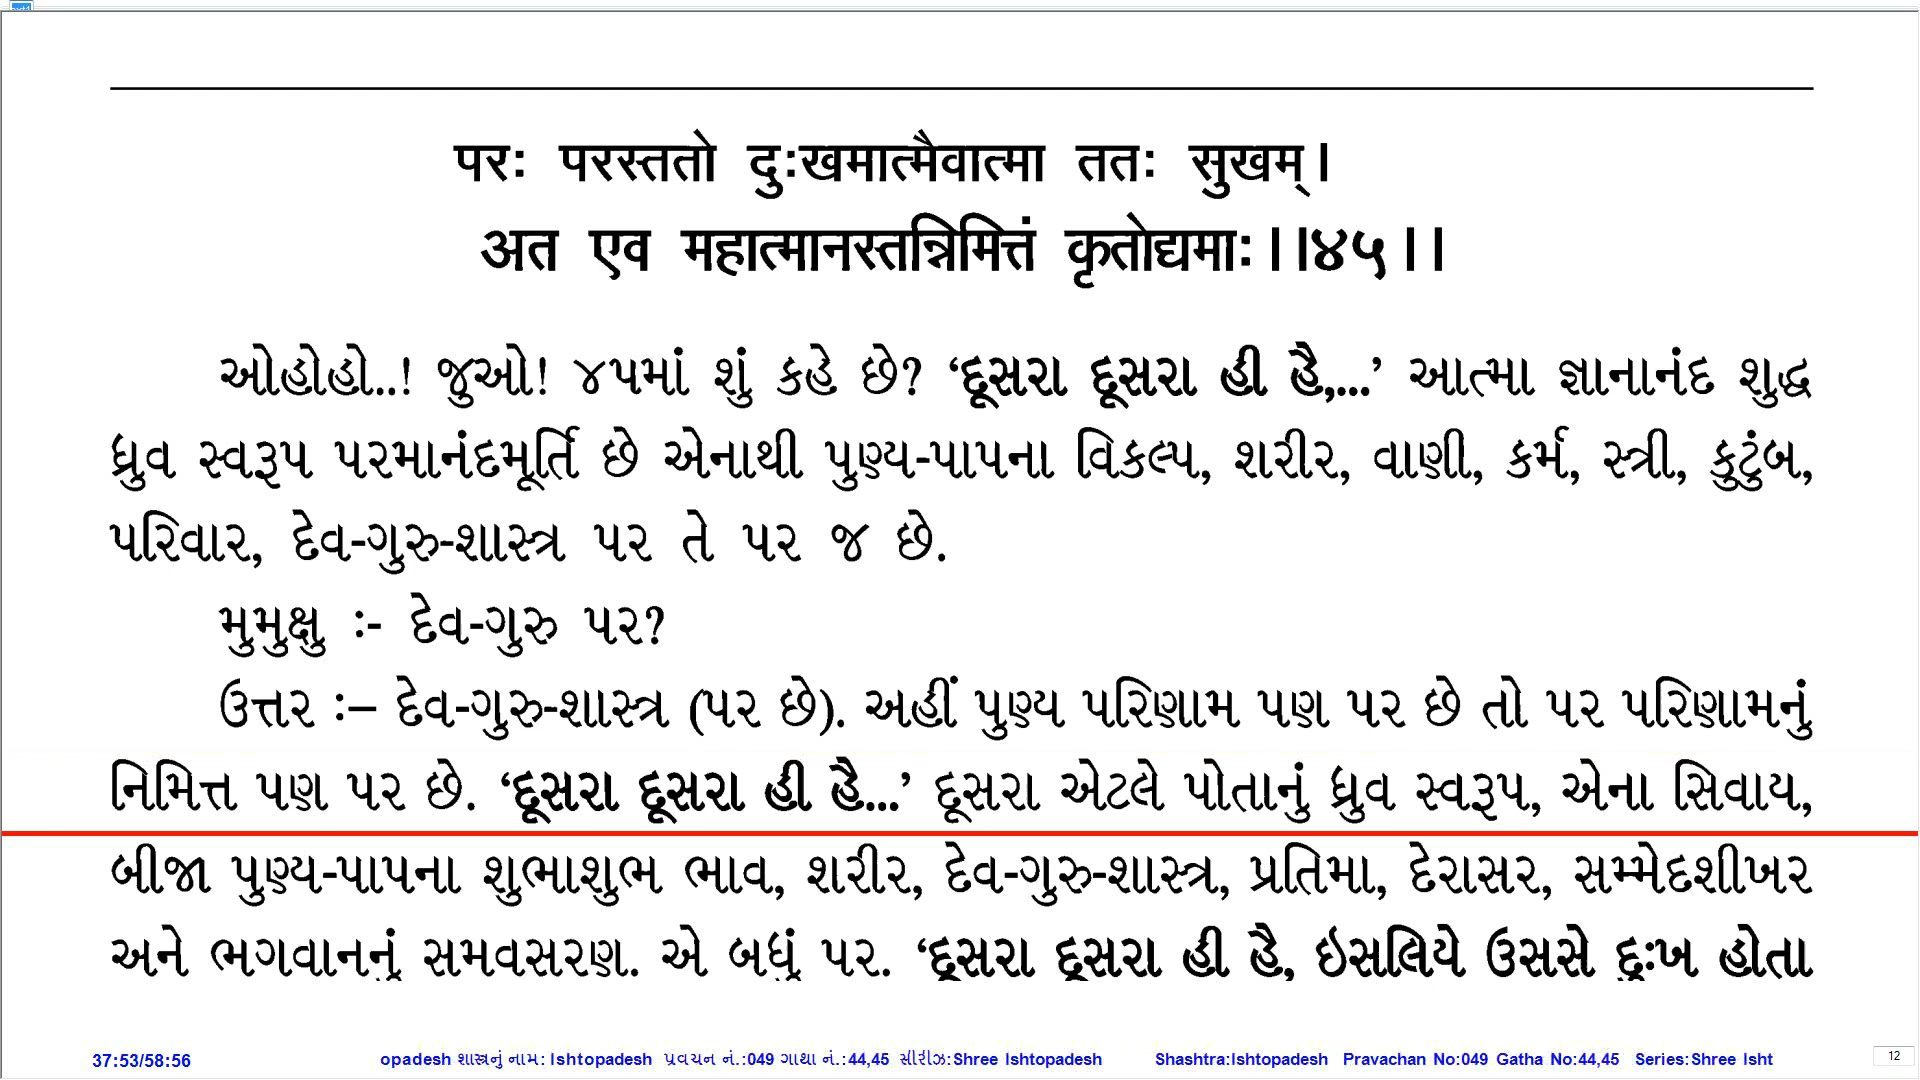 परः परस्ततो दुःखमात्मैवात्मा ततः सुखम्।
अत एव महात्मानस्तन्निमित्तं कृतोद्यमाः।।४५।।
ઓહોહો..! જુઓ! ૪૫માં શું કહે છે? ‘દૂસરા દૂસરા હી હૈ,...’ આત્મા જ્ઞાનાનંદ શુદ્ધ
ધ્રુવ સ્વરૂપ પરમાનંદમૂર્તિ છે એનાથી પુણ્ય-પાપના વિકલ્પ, શરીર, વાણી, કર્મ, સ્ત્રી, કુટુંબ,
પરિવાર, દેવ-ગુરુ-શાસ્ત્ર પર તે પર જ છે.
મુમુક્ષુ :- દેવ-ગુરુ પર?
ઉત્તર :– દેવ-ગુરુ-શાસ્ત્ર (પર છે). અહીં પુણ્ય પરિણામ પણ પર છે તો પર પરિણામનું
નિમિત્ત પણ પર છે. ‘દૂસરા દૂસરા હી હૈ...’ દૂસરા એટલે પોતાનું ધ્રુવ સ્વરૂપ, એના સિવાય,
બીજા પુણ્ય-પાપના શુભાશુભ ભાવ, શરીર, દેવ-ગુરુ-શાસ્ત્ર, પ્રતિમા, દેરાસર, સમ્મેદશીખર
અને ભગવાનનું સમવસરણ. એ બધું પર. ‘દૂસરા દૂસરા હી હૈ, ઇસલિયે ઉસસે દુઃખ હોતા
37:53/58:56 opadesh શાસ્ત્રનું નામ: Ishtopadesh પ્રવચન નં.:049 ગાથા નં.:44,45 સીરીઝ:Shree Ishtopadesh Shashtra:Ishtopadesh Pravachan No:049 Gatha No:44,45 Series:Shree Isht 12